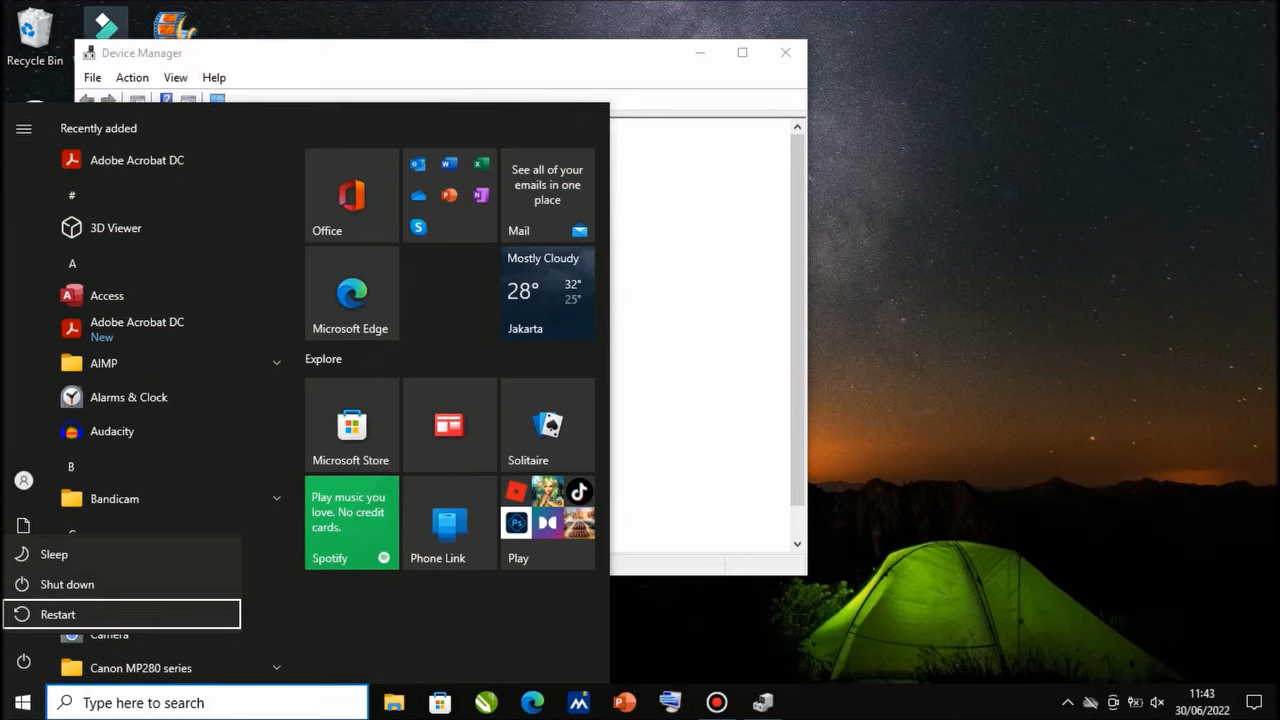 Recycle Bin
Device Manager
File
Action
View
Help
Recently added
Adobe Acrobat DC
#
3D Viewer
A
Access
Adobe Acrobat DC
New
AIMP
Alarms & Clock
Audacity
B
Bandicam
Sleep
Shut down
Restart
Camera
Canon MP280 series
Office
See all of your
emails in one
place
Mail
Microsoft Edge
Mostly Cloudy
28°
32°
25°
Jakarta
Explore
Microsoft Store
Solitaire
Play music you
love. No credit
cards.
Spotify
Phone Link
Ps
Play
Type here to search
11:43
30/06/2022